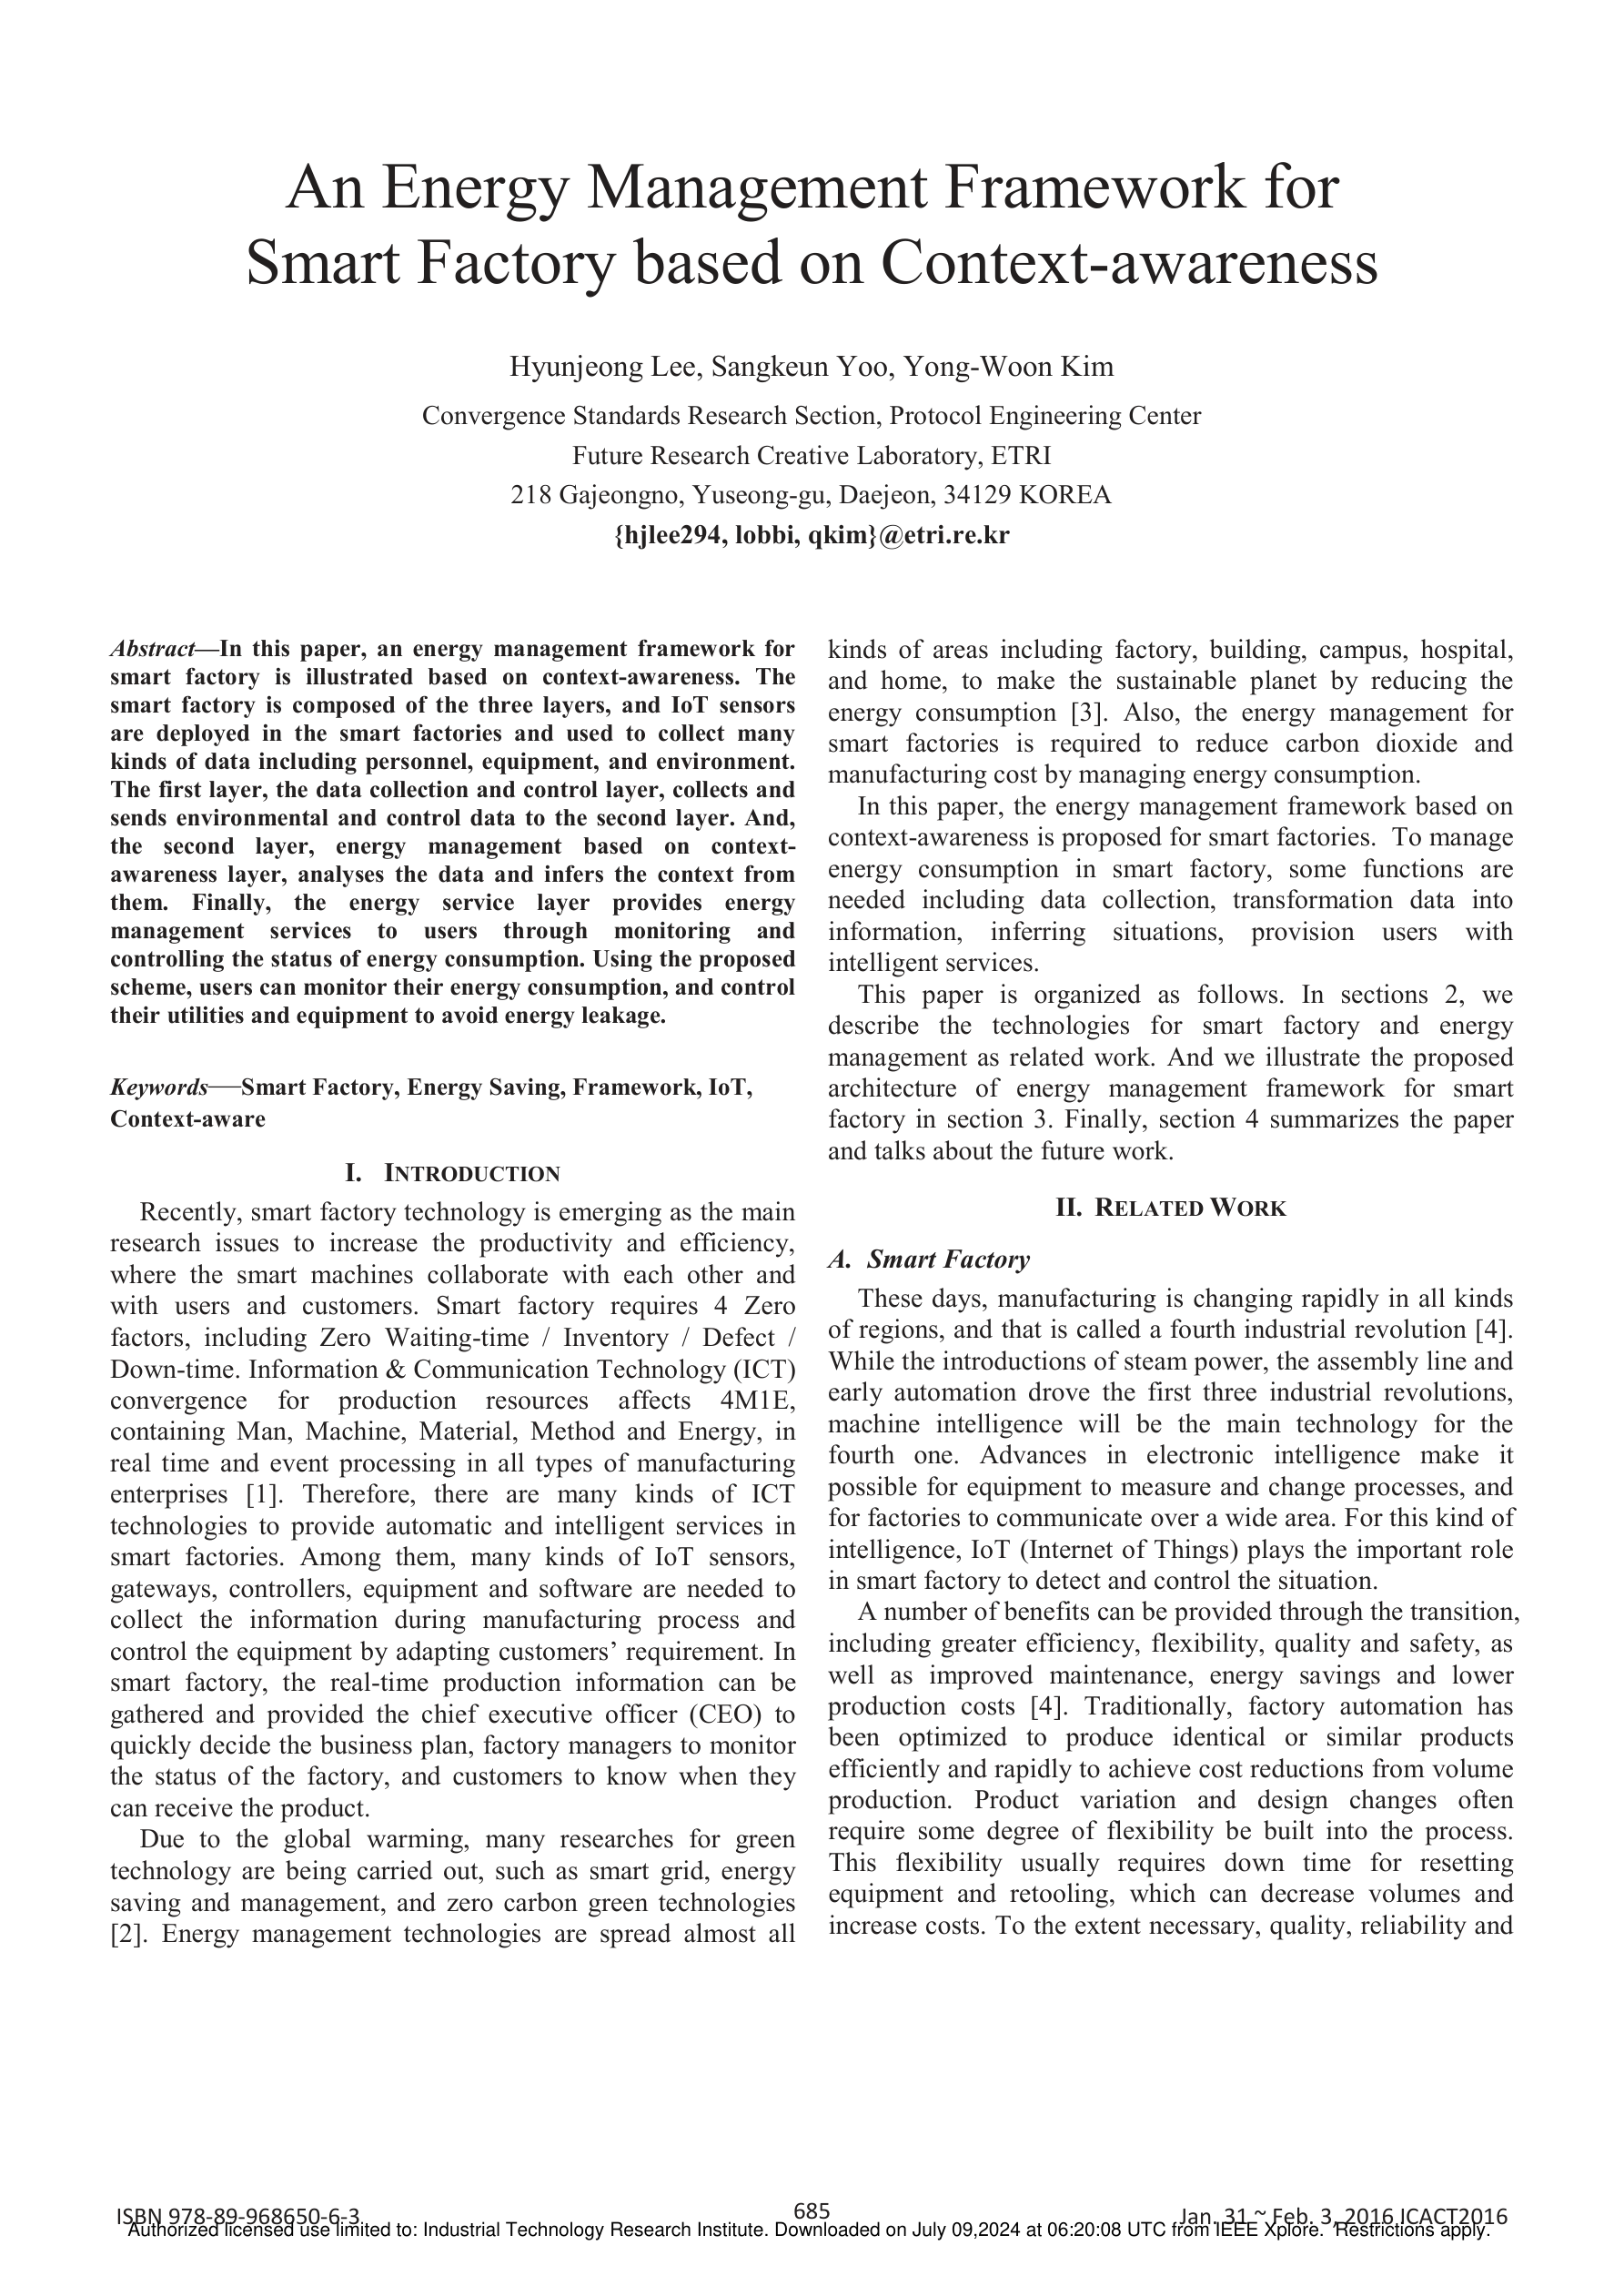 An Energy Management Framework for
Smart Factory based on Context-awareness
Hyunjeong Lee, Sangkeun Yoo, Yong-Woon Kim
Convergence Standards Research Section, Protocol Engineering Center
Future Research Creative Laboratory, ETRI
218 Gajeongno, Yuseong-gu, Daejeon, 34129 KOREA
{hjlee294, lobbi, qkim}@etri.re.kr
Abstract—In this paper, an energy management framework for
smart factory is illustrated based on context-awareness. The
smart factory is composed of the three layers, and IoT sensors
are deployed in the smart factories and used to collect many
kinds of data including personnel, equipment, and environment.
The first layer, the data collection and control layer, collects and
sends environmental and control data to the second layer. And,
the second layer, energy management based on context-
awareness layer, analyses the data and infers the context from
them. Finally, the energy service layer provides energy
management services to users through monitoring and
controlling the status of energy consumption. Using the proposed
scheme, users can monitor their energy consumption, and control
their utilities and equipment to avoid energy leakage.
Keywords—Smart Factory, Energy Saving, Framework, IoT,
Context-aware
I. INTRODUCTION
Recently, smart factory technology is emerging as the main
research issues to increase the productivity and efficiency,
where the smart machines collaborate with each other and
with users and customers. Smart factory requires 4 Zero
factors, including Zero Waiting-time / Inventory / Defect /
Down-time. Information & Communication Technology (ICT)
convergence for production resources affects 4M1E,
containing Man, Machine, Material, Method and Energy, in
real time and event processing in all types of manufacturing
enterprises [1]. Therefore, there are many kinds of ICT
technologies to provide automatic and intelligent services in
smart factories. Among them, many kinds of IoT sensors,
gateways, controllers, equipment and software are needed to
collect the information during manufacturing process and
control the equipment by adapting customers’ requirement. In
smart factory, the real-time production information can be
gathered and provided the chief executive officer (CEO) to
quickly decide the business plan, factory managers to monitor
the status of the factory, and customers to know when they
can receive the product.
Due to the global warming, many researches for green
technology are being carried out, such as smart grid, energy
saving and management, and zero carbon green technologies
[2]. Energy management technologies are spread almost all
kinds of areas including factory, building, campus, hospital,
and home, to make the sustainable planet by reducing the
energy consumption [3]. Also, the energy management for
smart factories is required to reduce carbon dioxide and
manufacturing cost by managing energy consumption.
In this paper, the energy management framework based on
context-awareness is proposed for smart factories. To manage
energy consumption in smart factory, some functions are
needed including data collection, transformation data into
information, inferring situations, provision users with
intelligent services.
This paper is organized as follows. In sections 2, we
describe the technologies for smart factory and energy
management as related work. And we illustrate the proposed
architecture of energy management framework for smart
factory in section 3. Finally, section 4 summarizes the paper
and talks about the future work.
II. RELATED WORK
A. Smart Factory
These days, manufacturing is changing rapidly in all kinds
of regions, and that is called a fourth industrial revolution [4].
While the introductions of steam power, the assembly line and
early automation drove the first three industrial revolutions,
machine intelligence will be the main technology for the
fourth one. Advances in electronic intelligence make it
possible for equipment to measure and change processes, and
for factories to communicate over a wide area. For this kind of
intelligence, IoT (Internet of Things) plays the important role
in smart factory to detect and control the situation.
A number of benefits can be provided through the transition,
including greater efficiency, flexibility, quality and safety, as
well as improved maintenance, energy savings and lower
production costs [4]. Traditionally, factory automation has
been optimized to produce identical or similar products
efficiently and rapidly to achieve cost reductions from volume
production. Product variation and design changes often
require some degree of flexibility be built into the process.
This flexibility usually requires down time for resetting
equipment and retooling, which can decrease volumes and
increase costs. To the extent necessary, quality, reliability and
ISBN 978-89-968650-6-3
685
Jan. 31 ~ Feb. 3, 2016 ICACT2016
Authorized licensed use limited to: Industrial Technology Research Institute. Downloaded on July 09,2024 at 06:20:08 UTC from IEEE Xplore. Restrictions apply.